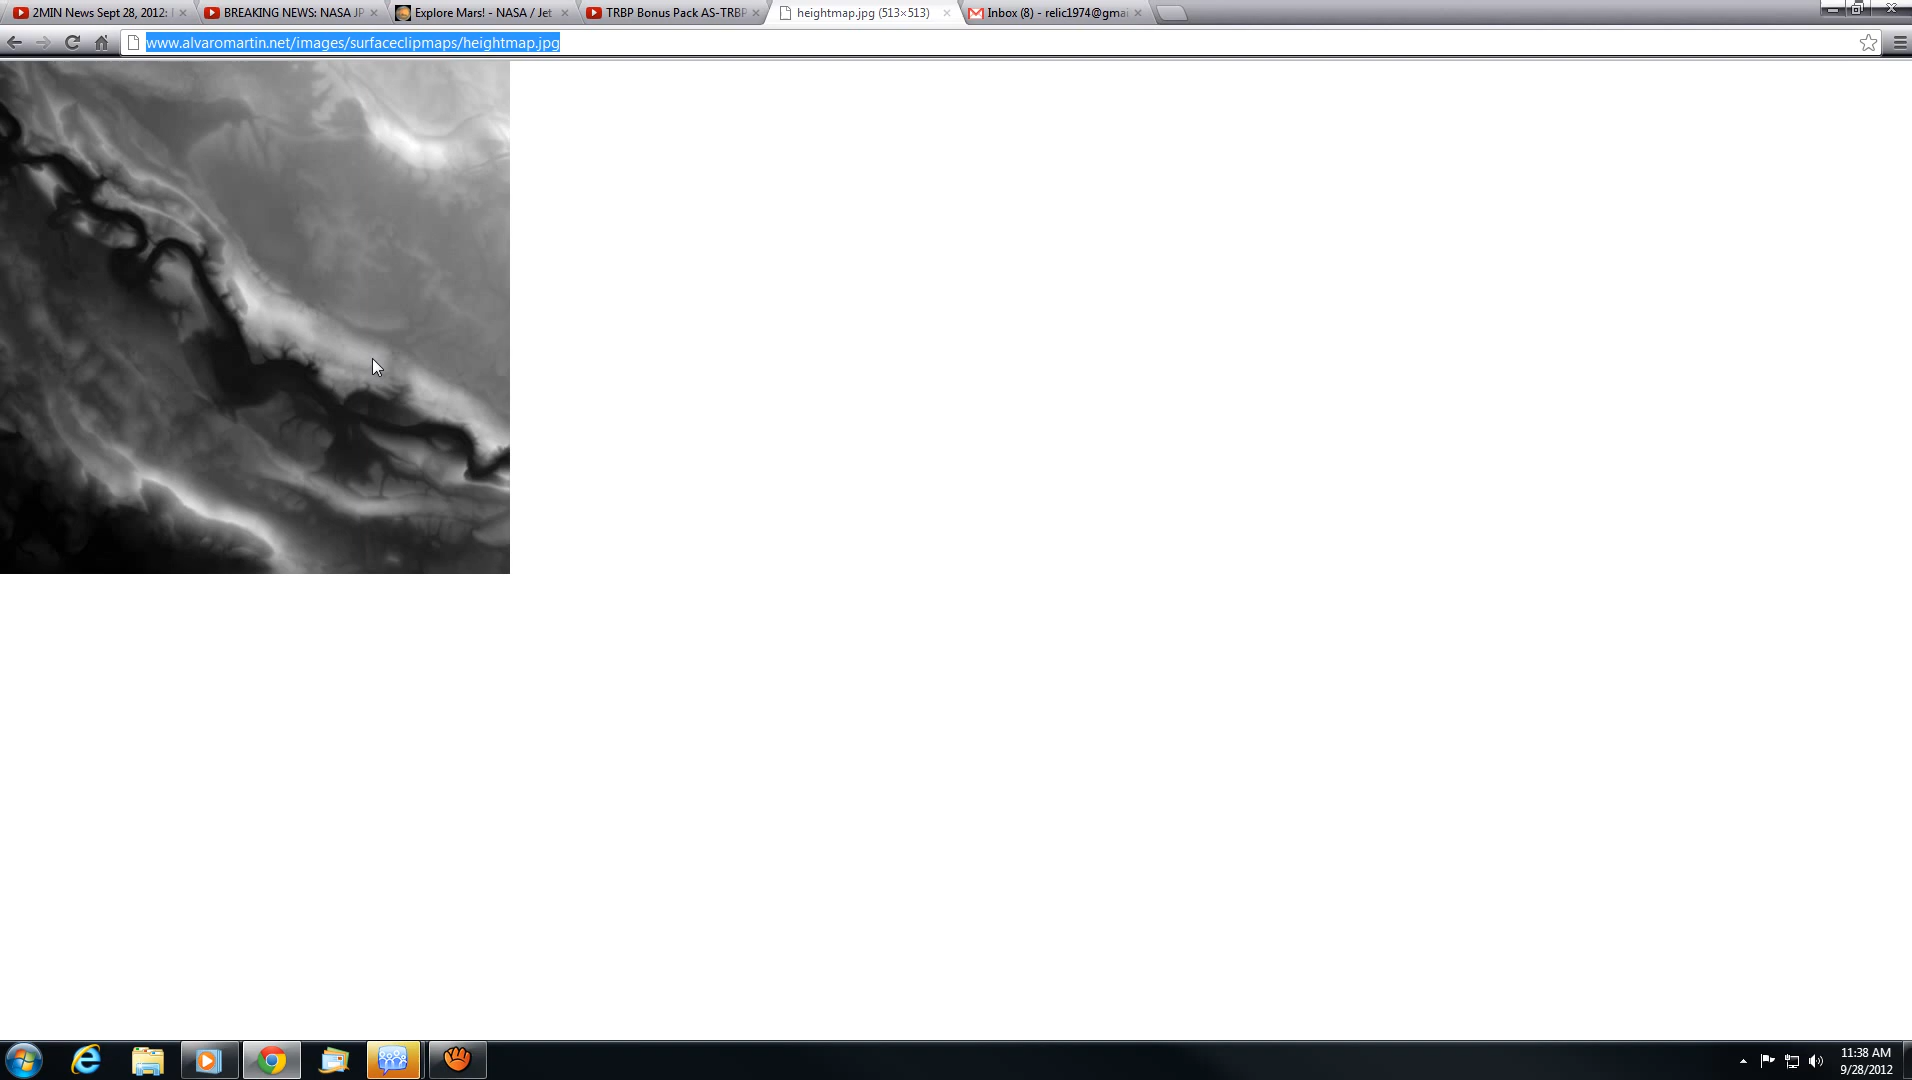 2MIN News Sept 28, 2012:
BREAKING NEWS: NASA JP
Explore Mars! - NASA / Jet
TRBP Bonus Pack AS-TRBP
heightmap.jpg (513×513)
Inbox (8) - relic1974@gmai
www.alvaromartin.net/images/surfaceclipmaps/heightmap.jpg
11:38 AM
9/28/2012